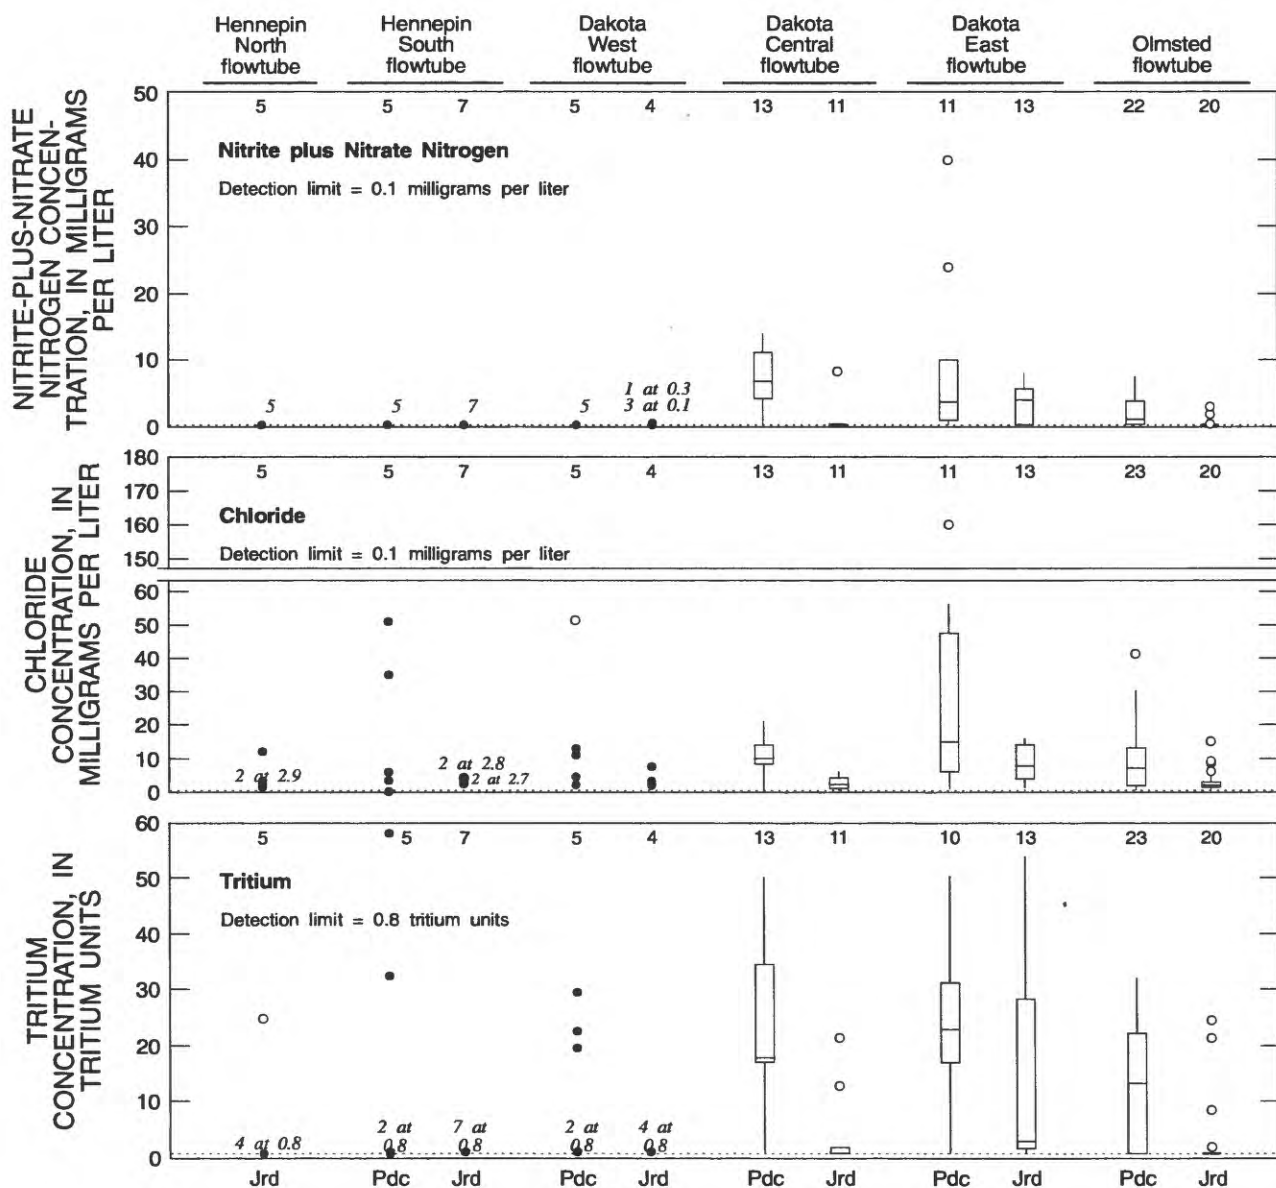 Hennepin North flowtube
Hennepin South flowtube
Dakota West flowtube
Dakota Central flowtube
Dakota East flowtube
Olmsted flowtube
NITRITE-PLUS-NITRATE
NITROGEN CONCEN-
TRATION, IN MILLIGRAMS
PER LITER
50
40
30
20
10
0
5 5 7 5 4 13 11 11 13 22 20
Nitrite plus Nitrate Nitrogen
Detection limit = 0.1 milligrams per liter
1 at 0.3
5 5 7 5 3 at 0.1
CHLORIDE
CONCENTRATION, IN
MILLIGRAMS PER LITER
180
170
160
150
60
50
40
30
20
10
0
5 5 7 5 4 13 11 11 13 23 20
Chloride
Detection limit = 0.1 milligrams per liter
2 at 2.9
2 at 2.8
2 at 2.7
TRITIUM
CONCENTRATION, IN
TRITIUM UNITS
60
50
40
30
20
10
0
5 5 7 5 4 13 11 10 13 23 20
Tritium
Detection limit = 0.8 tritium units
4 at 0.8
2 at 0.8
7 at 0.8
2 at 0.8
4 at 0.8
Jrd Pdc Jrd Pdc Jrd Pdc Jrd Pdc Jrd Pdc Jrd